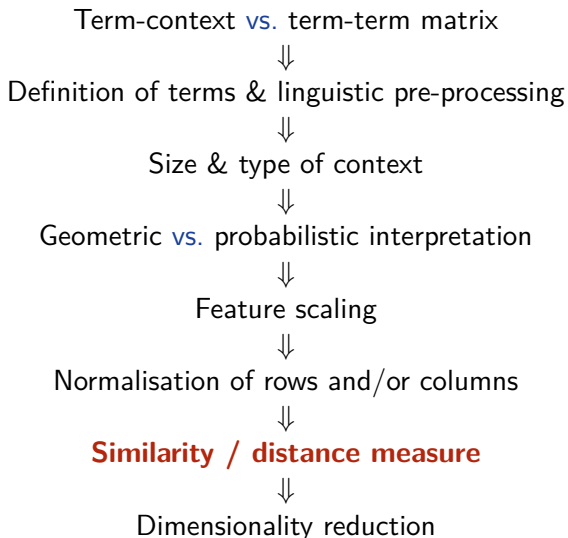 Term-context vs. term-term matrix
⇓
Definition of terms & linguistic pre-processing
⇓
Size & type of context
⇓
Geometric vs. probabilistic interpretation
⇓
Feature scaling
⇓
Normalisation of rows and/or columns
⇓
Similarity / distance measure
⇓
Dimensionality reduction